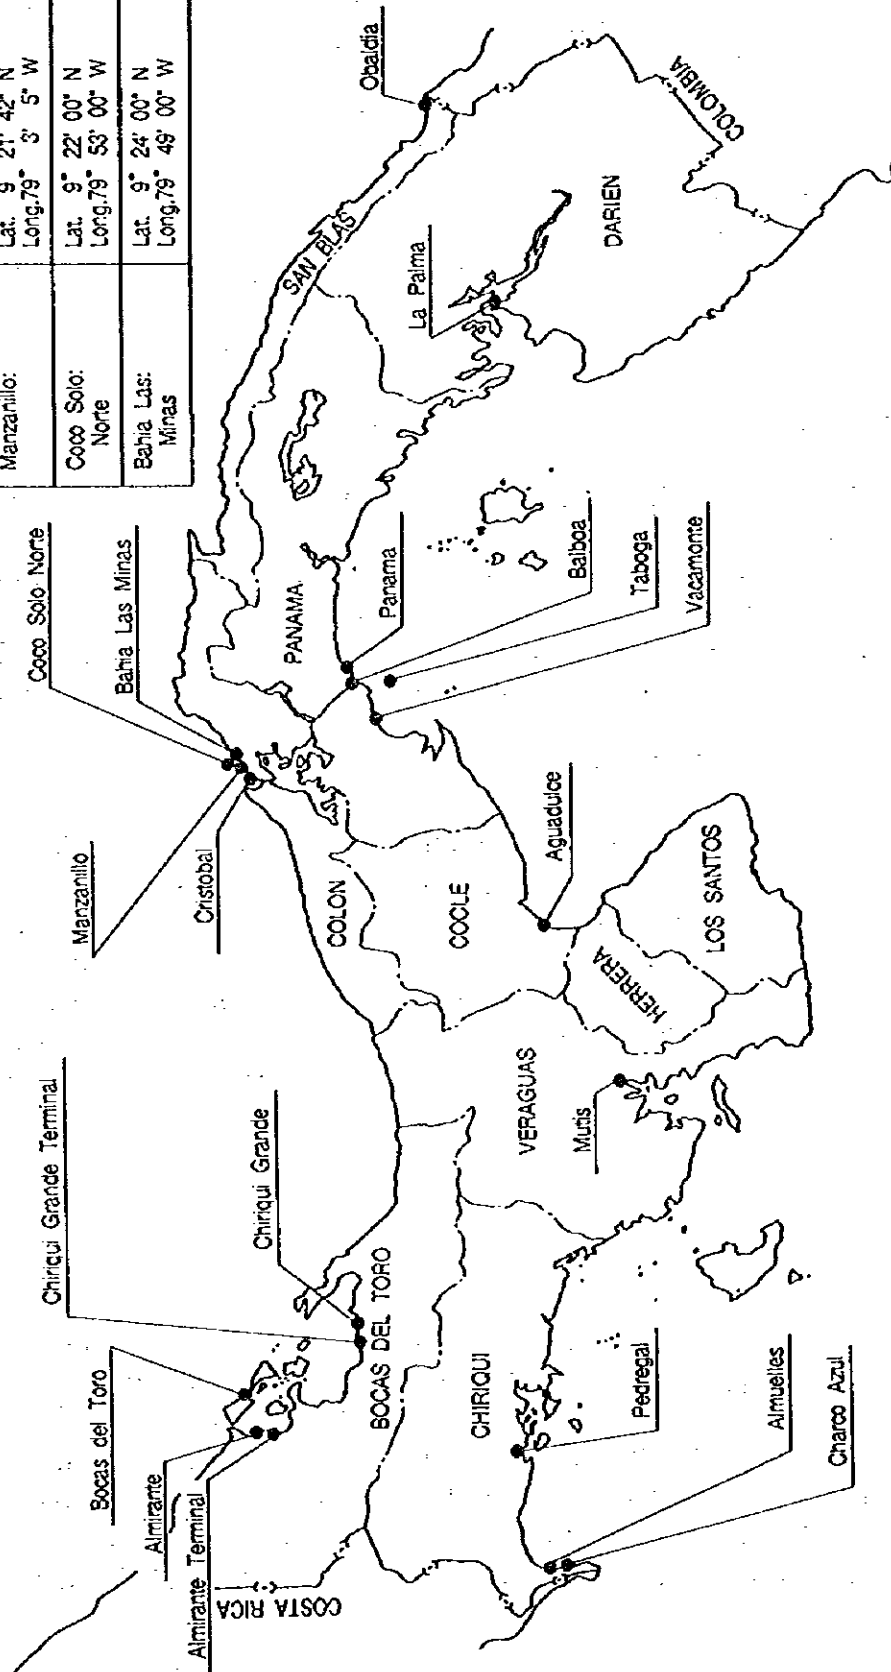 Manzanillo:
Lat. 9° 21' 42" N
Long.79° 3' 5" W
Coco Solo:
Norte
Lat. 9° 22' 00" N
Long.79° 53' 00" W
Bahia Las:
Minas
Lat. 9° 24' 00" N
Long.79° 49' 00" W
Coco Solo Norte
Bahia Las Minas
Manzanillo
Cristobal
Chiriqui Grande Terminal
Chiriqui Grande
Bocas del Toro
Almirante
Almirante Terminal
COSTA RICA
BOCAS DEL TORO
CHIRIQUI
VERAGUAS
COLON
COCLE
HERRERA
LOS SANTOS
PANAMA
SAN BLAS
DARIEN
COLOMBIA
Obaldia
La Palma
Panama
Balboa
Taboga
Vacamonte
Aguadulce
Mutis
Pedregal
Almuelles
Charco Azul